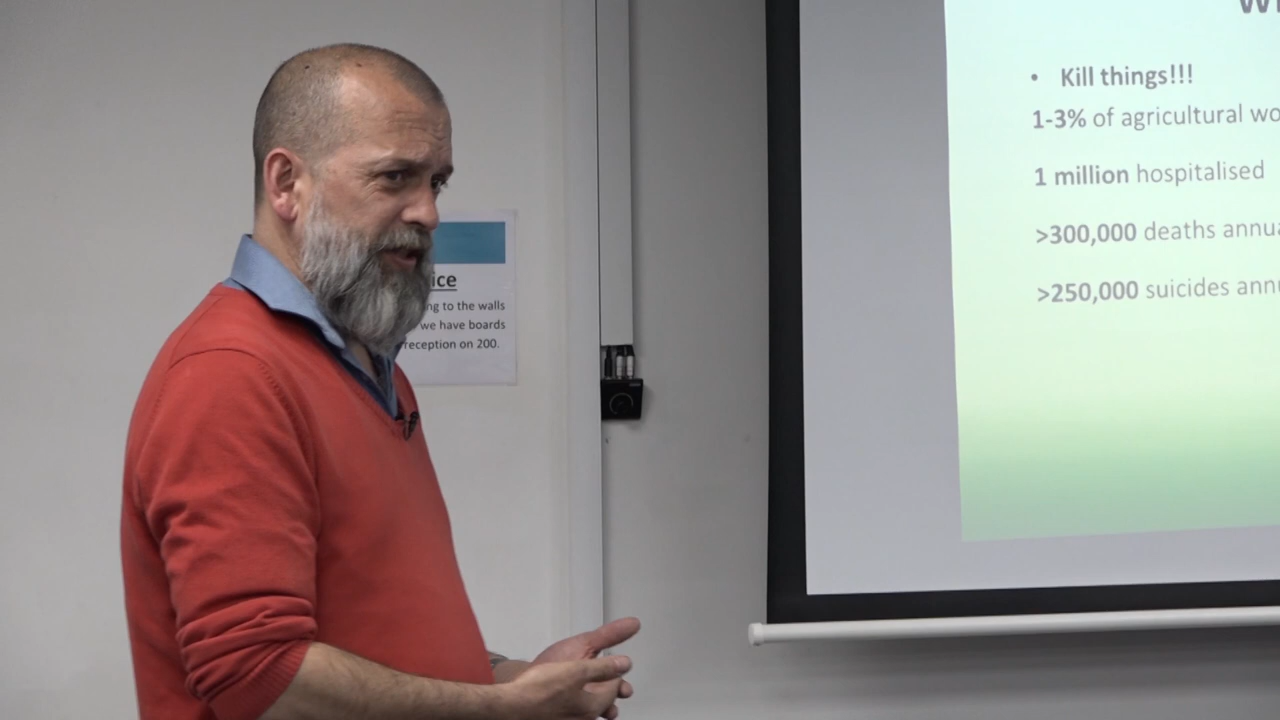 ice
ng to the walls
we have boards
reception on 200.
• Kill things!!!
1-3% of agricultural wo
1 million hospitalised
>300,000 deaths annua
>250,000 suicides annu